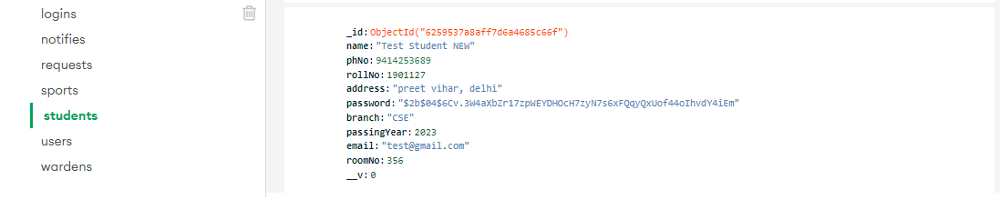 logins
notifies
requests
sports
students
users
wardens
_id: ObjectId("6259537a8aff7d6a4685c66f")
name: "Test Student NEW"
phNo: 9414253689
rollNo: 1901127
address: "preet vihar, delhi"
password: "$2b$04$6Cv.3W4aXbZr17zpWEYDHOcH7zyN7s6xFQqyQxUof44oIhvdY4iEm"
branch: "CSE"
passingYear: 2023
email: "test@gmail.com"
roomNo: 356
__v: 0